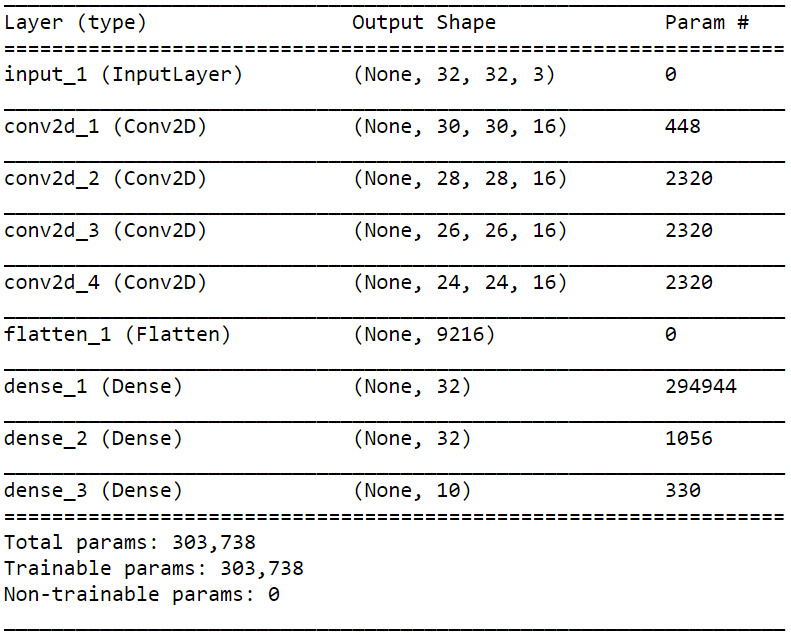 Layer (type) Output Shape Param #
=================================================================
input_1 (InputLayer) (None, 32, 32, 3) 0
conv2d_1 (Conv2D) (None, 30, 30, 16) 448
conv2d_2 (Conv2D) (None, 28, 28, 16) 2320
conv2d_3 (Conv2D) (None, 26, 26, 16) 2320
conv2d_4 (Conv2D) (None, 24, 24, 16) 2320
flatten_1 (Flatten) (None, 9216) 0
dense_1 (Dense) (None, 32) 294944
dense_2 (Dense) (None, 32) 1056
dense_3 (Dense) (None, 10) 330
=================================================================
Total params: 303,738
Trainable params: 303,738
Non-trainable params: 0